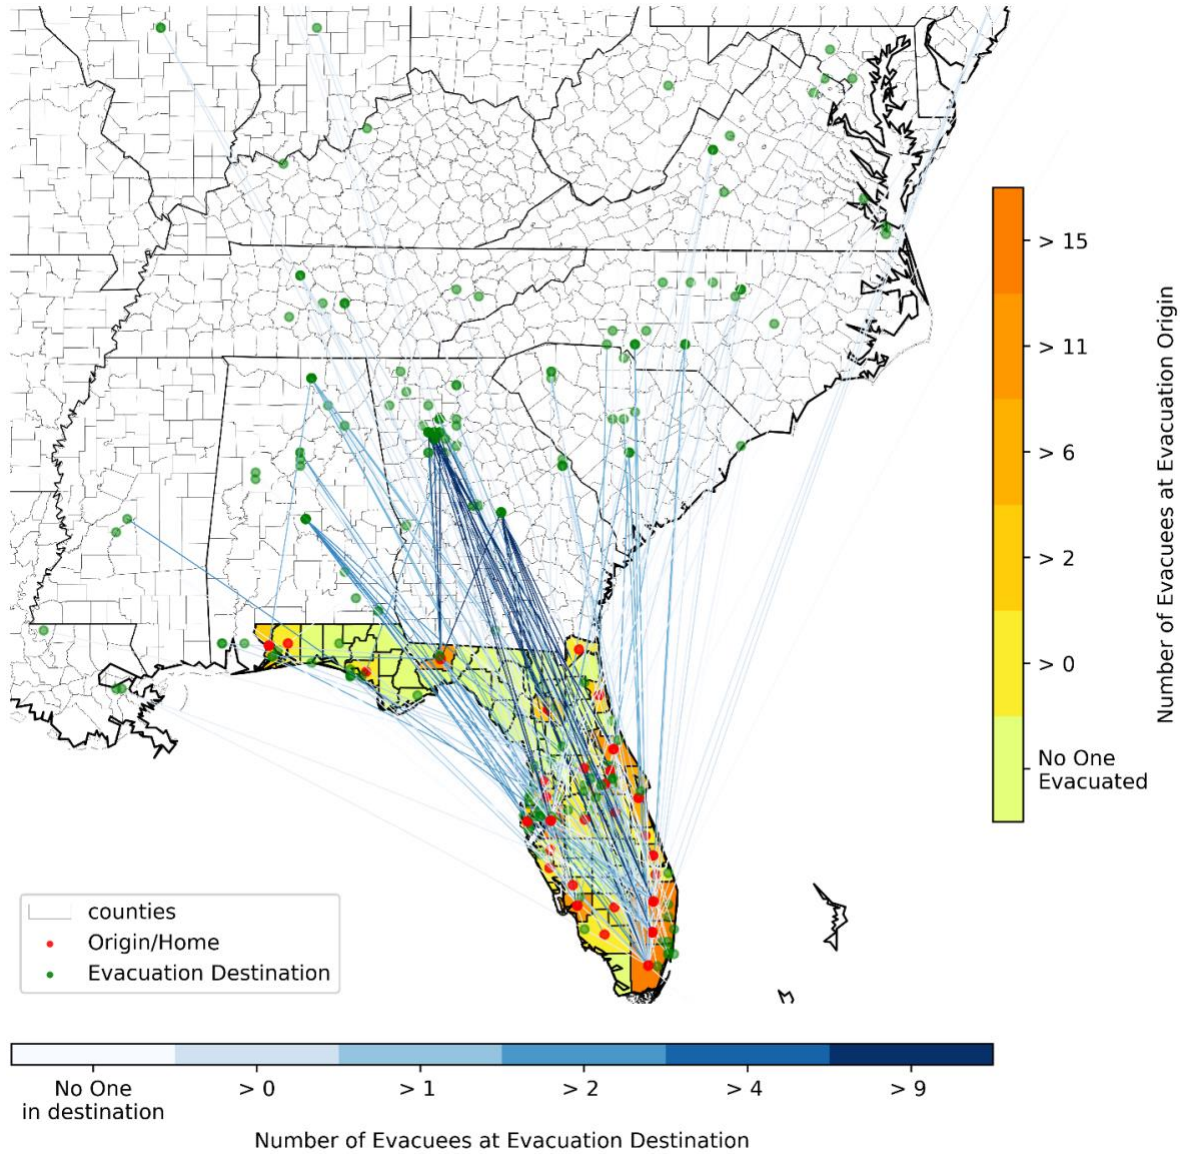 > 15
> 11
> 6
> 2
> 0
No One
Evacuated
Number of Evacuees at Evacuation Origin
counties
Origin/Home
Evacuation Destination
No One
in destination
> 0
> 1
> 2
> 4
> 9
Number of Evacuees at Evacuation Destination